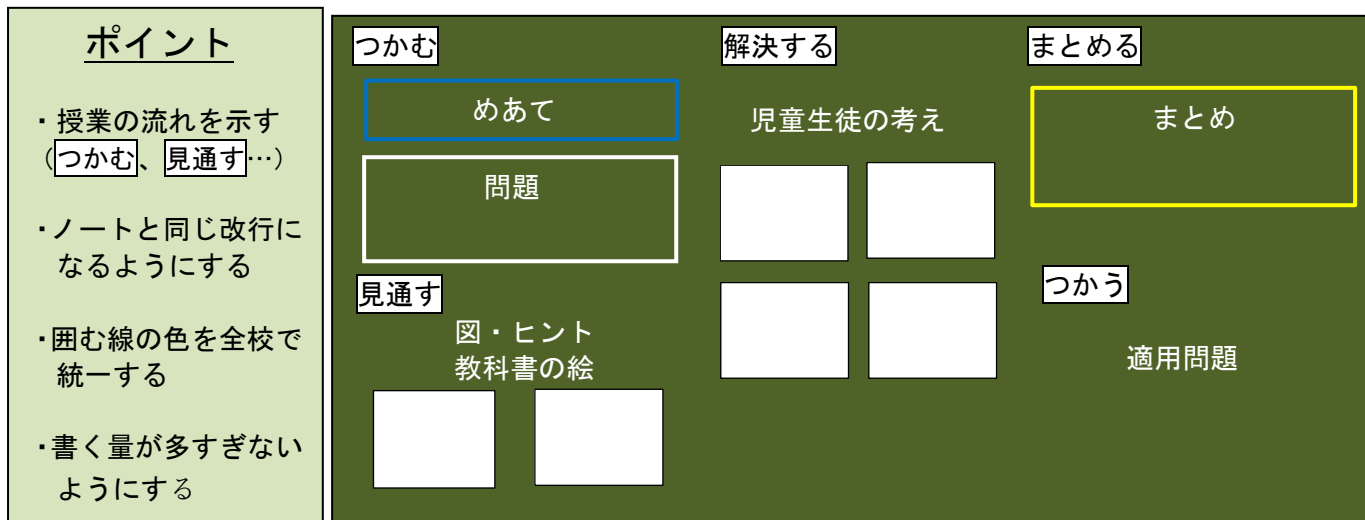 ポイント
・授業の流れを示す
（つかむ、見通す…）
・ノートと同じ改行に
なるようにする
・囲む線の色を全校で
統一する
・書く量が多すぎない
ようにする
つかむ
めあて
問題
見通す
図・ヒント
教科書の絵
解決する
児童生徒の考え
まとめる
まとめ
つかう
適用問題